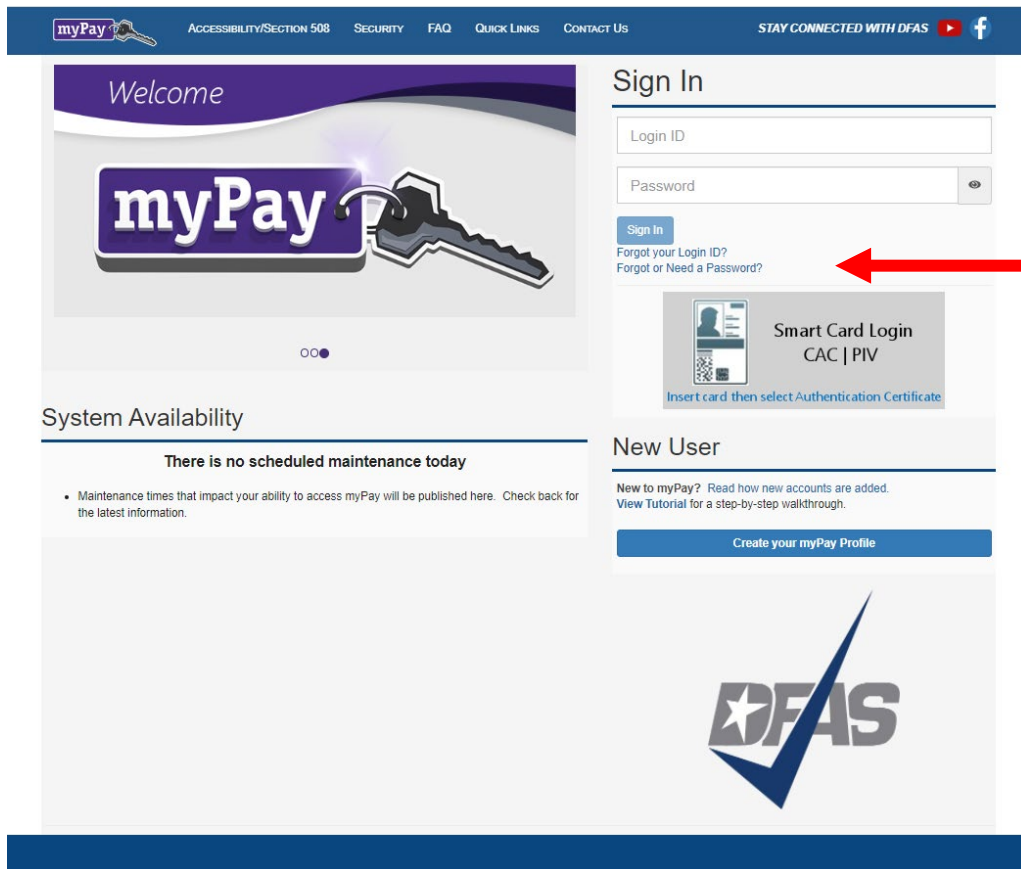 myPay
ACCESSIBILITY/SECTION 508 SECURITY FAQ QUICK LINKS CONTACT US
STAY CONNECTED WITH DFAS
Welcome
myPay
System Availability
There is no scheduled maintenance today
• Maintenance times that impact your ability to access myPay will be published here. Check back for
the latest information.
Sign In
Login ID
Password
Sign In
Forgot your Login ID?
Forgot or Need a Password?
Smart Card Login
CAC | PIV
Insert card then select Authentication Certificate
New User
New to myPay? Read how new accounts are added.
View Tutorial for a step-by-step walkthrough.
Create your myPay Profile
DFAS